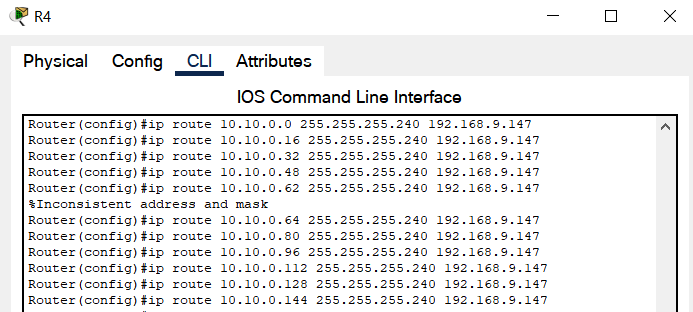 R4
Physical Config CLI Attributes
IOS Command Line Interface
Router(config)#ip route 10.10.0.0 255.255.255.240 192.168.9.147
Router(config)#ip route 10.10.0.16 255.255.255.240 192.168.9.147
Router(config)#ip route 10.10.0.32 255.255.255.240 192.168.9.147
Router(config)#ip route 10.10.0.48 255.255.255.240 192.168.9.147
Router(config)#ip route 10.10.0.62 255.255.255.240 192.168.9.147
%Inconsistent address and mask
Router(config)#ip route 10.10.0.64 255.255.255.240 192.168.9.147
Router(config)#ip route 10.10.0.80 255.255.255.240 192.168.9.147
Router(config)#ip route 10.10.0.96 255.255.255.240 192.168.9.147
Router(config)#ip route 10.10.0.112 255.255.255.240 192.168.9.147
Router(config)#ip route 10.10.0.128 255.255.255.240 192.168.9.147
Router(config)#ip route 10.10.0.144 255.255.255.240 192.168.9.147